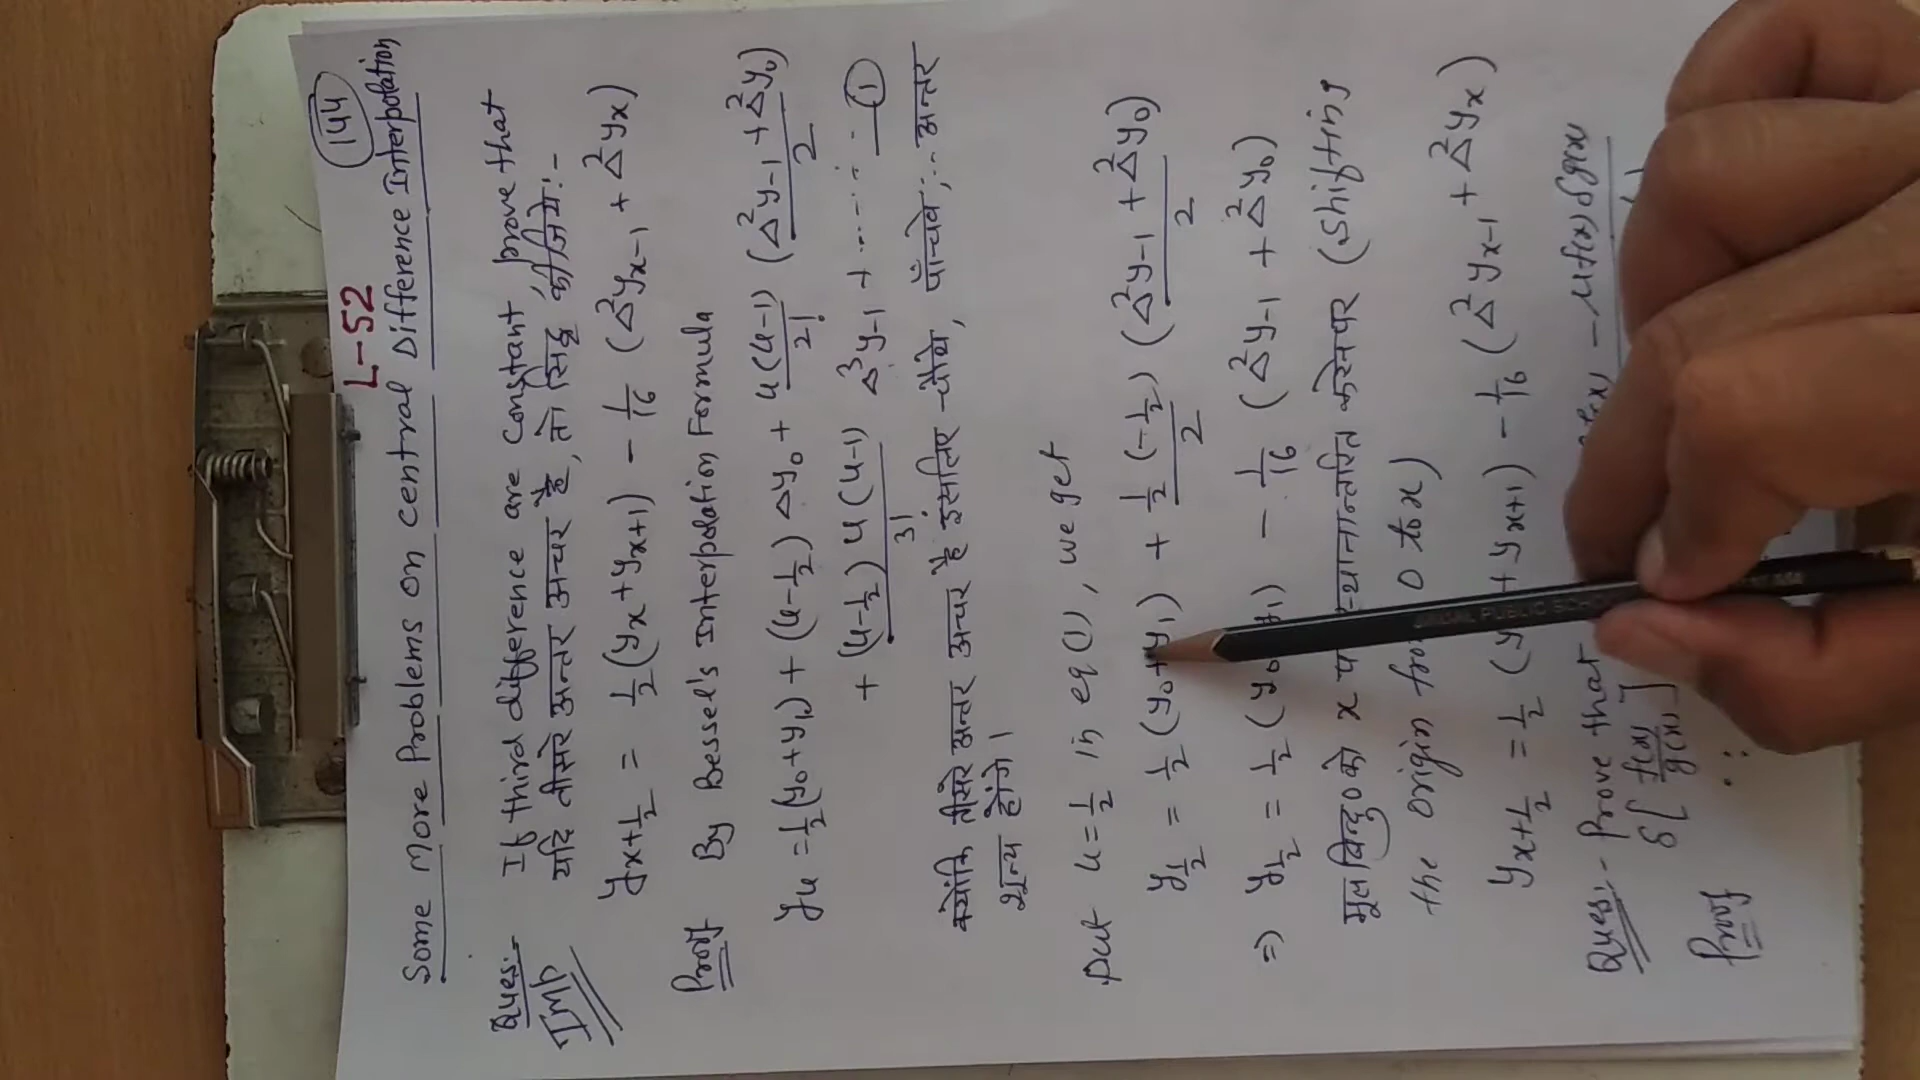 144
L-52
Some More Problems on Central Difference Interpolation
Ques:- If third difference are constant, prove that
Imp यदि तीसरे अन्तर अचर है, तो सिद्ध कीजिये:-
y_{x+1/2} = 1/2 (y_x + y_{x+1}) - 1/16 (Δ²y_{x-1} + Δ²y_x)
Proof By Bessel's Interpolation Formula
y_u = 1/2 (y_0 + y_1) + (u - 1/2) Δy_0 + u(u-1)/2! (Δ²y_{-1} + Δ²y_0)/2
+ (u - 1/2) u (u-1)/3! Δ³y_{-1} + ...... ①
क्योंकि तीसरे अन्तर अचर है इसलिए चौथे, पाँचवे, .. अन्तर
शून्य होंगे।
Put u = 1/2 in eq (1), we get
y_{1/2} = 1/2 (y_0 + y_1) + 1/2 (-1/2)/2 (Δ²y_{-1} + Δ²y_0)/2
⇒ y_{1/2} = 1/2 (y_0 y_1) - 1/16 (Δ²y_{-1} + Δ²y_0)
मूल बिन्दु 0 को x प स्थानान्तरित करने पर (Shifting
the origin 0 to x)
y_{x+1/2} = 1/2 (y + y_{x+1}) - 1/16 (Δ²y_{x-1} + Δ²y_x)
Ques:- Prove that
δ[f(x)/g(x)] - μf(x) δg(x)
Proof ∴
JINDAL PUBLIC SCHO